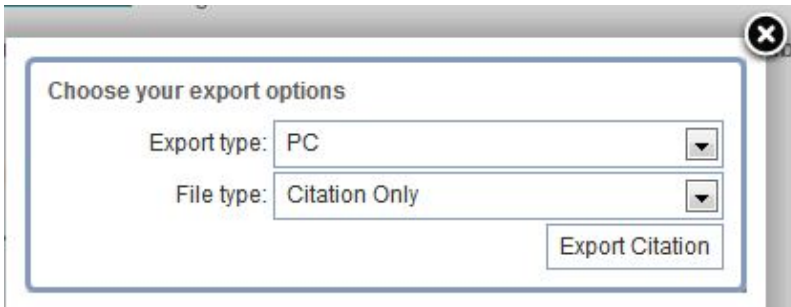 Choose your export options
Export type: PC
File type: Citation Only
Export Citation